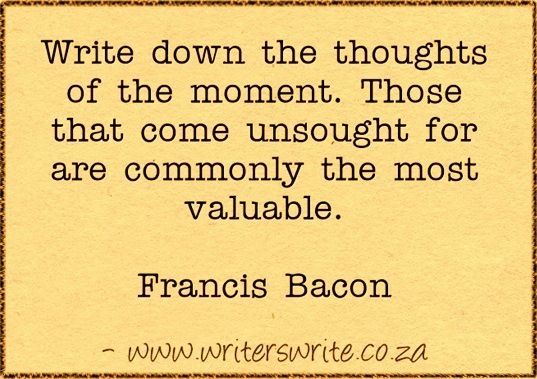 Write down the thoughts
of the moment. Those
that come unsought for
are commonly the most
valuable.
Francis Bacon
- www.writerswrite.co.za